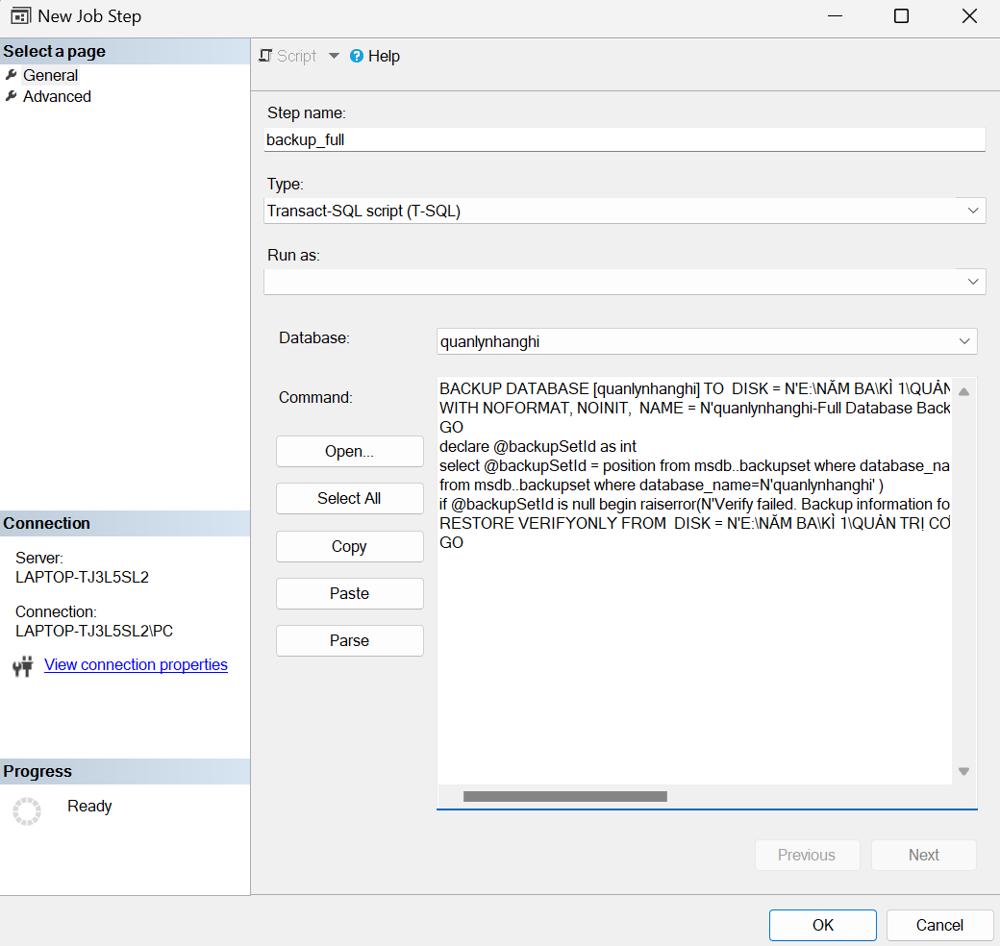 New Job Step
Select a page
General
Advanced
Script
Help
Step name:
backup_full
Type:
Transact-SQL script (T-SQL)
Run as:
Database:
quanlynhanghi
Command:
BACKUP DATABASE [quanlynhanghi] TO  DISK = N'E:\NĂM BA\KÌ 1\QUẢN
WITH NOFORMAT, NOINIT,  NAME = N'quanlynhanghi-Full Database Back
GO
declare @backupSetId as int
select @backupSetId = position from msdb..backupset where database_na
from msdb..backupset where database_name=N'quanlynhanghi' )
if @backupSetId is null begin raiserror(N'Verify failed. Backup information fo
RESTORE VERIFYONLY FROM  DISK = N'E:\NĂM BA\KÌ 1\QUẢN TRỊ CƠ
GO
Open...
Select All
Copy
Paste
Parse
Connection
Server:
LAPTOP-TJ3L5SL2
Connection:
LAPTOP-TJ3L5SL2\PC
View connection properties
Progress
Ready
Previous
Next
OK
Cancel